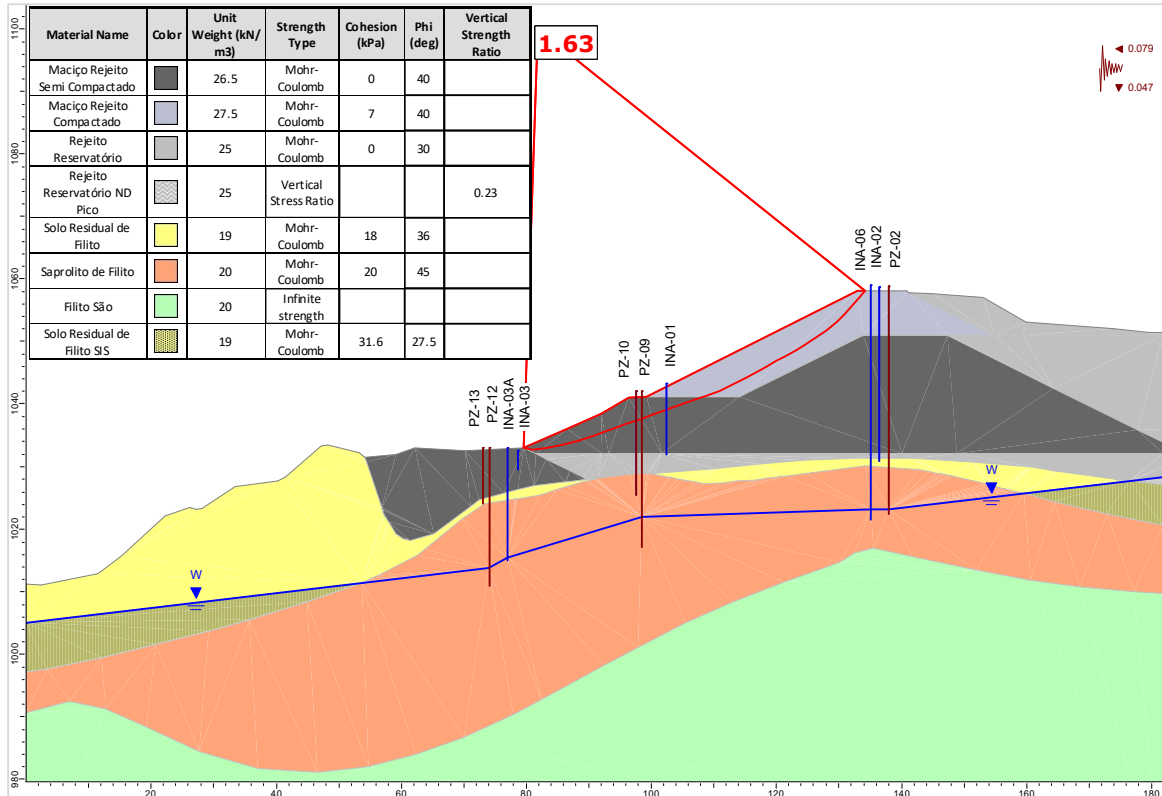 Material Name Color Unit Weight (kN/m3) Strength Type Cohesion (kPa) Phi (deg) Vertical Strength Ratio
Maciço Rejeito Semi Compactado 26.5 Mohr-Coulomb 0 40
Maciço Rejeito Compactado 27.5 Mohr-Coulomb 7 40
Rejeito Reservatório 25 Mohr-Coulomb 0 30
Rejeito Reservatório ND Pico 25 Vertical Stress Ratio 0.23
Solo Residual de Filito 19 Mohr-Coulomb 18 36
Saprolito de Filito 20 Mohr-Coulomb 20 45
Filito São 20 Infinite strength
Solo Residual de Filito SIS 19 Mohr-Coulomb 31.6 27.5
1.63
0.079
0.047
INA-06
INA-02
PZ-02
PZ-10
PZ-09
INA-01
PZ-13
PZ-12
INA-03A
INA-03
W
W
1100
1080
1060
1040
1020
1000
980
20 40 60 80 100 120 140 160 180